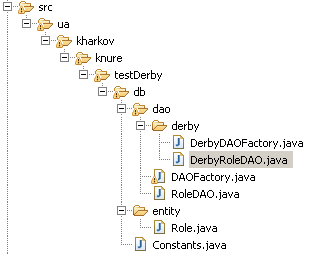 src
ua
kharkov
knure
testDerby
db
dao
derby
DerbyDAOFactory.java
DerbyRoleDAO.java
DAOFactory.java
RoleDAO.java
entity
Role.java
Constants.java